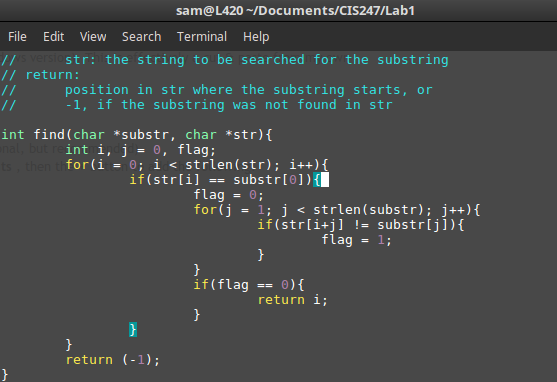 sam@L420 ~/Documents/CIS247/Lab1
File Edit View Search Terminal Help
// str: the string to be searched for the substring
// return:
// position in str where the substring starts, or
// -1, if the substring was not found in str
int find(char *substr, char *str){
int i, j = 0, flag;
for(i = 0; i < strlen(str); i++){
if(str[i] == substr[0]){
flag = 0;
for(j = 1; j < strlen(substr); j++){
if(str[i+j] != substr[j]){
flag = 1;
}
}
if(flag == 0){
return i;
}
}
}
return (-1);
}